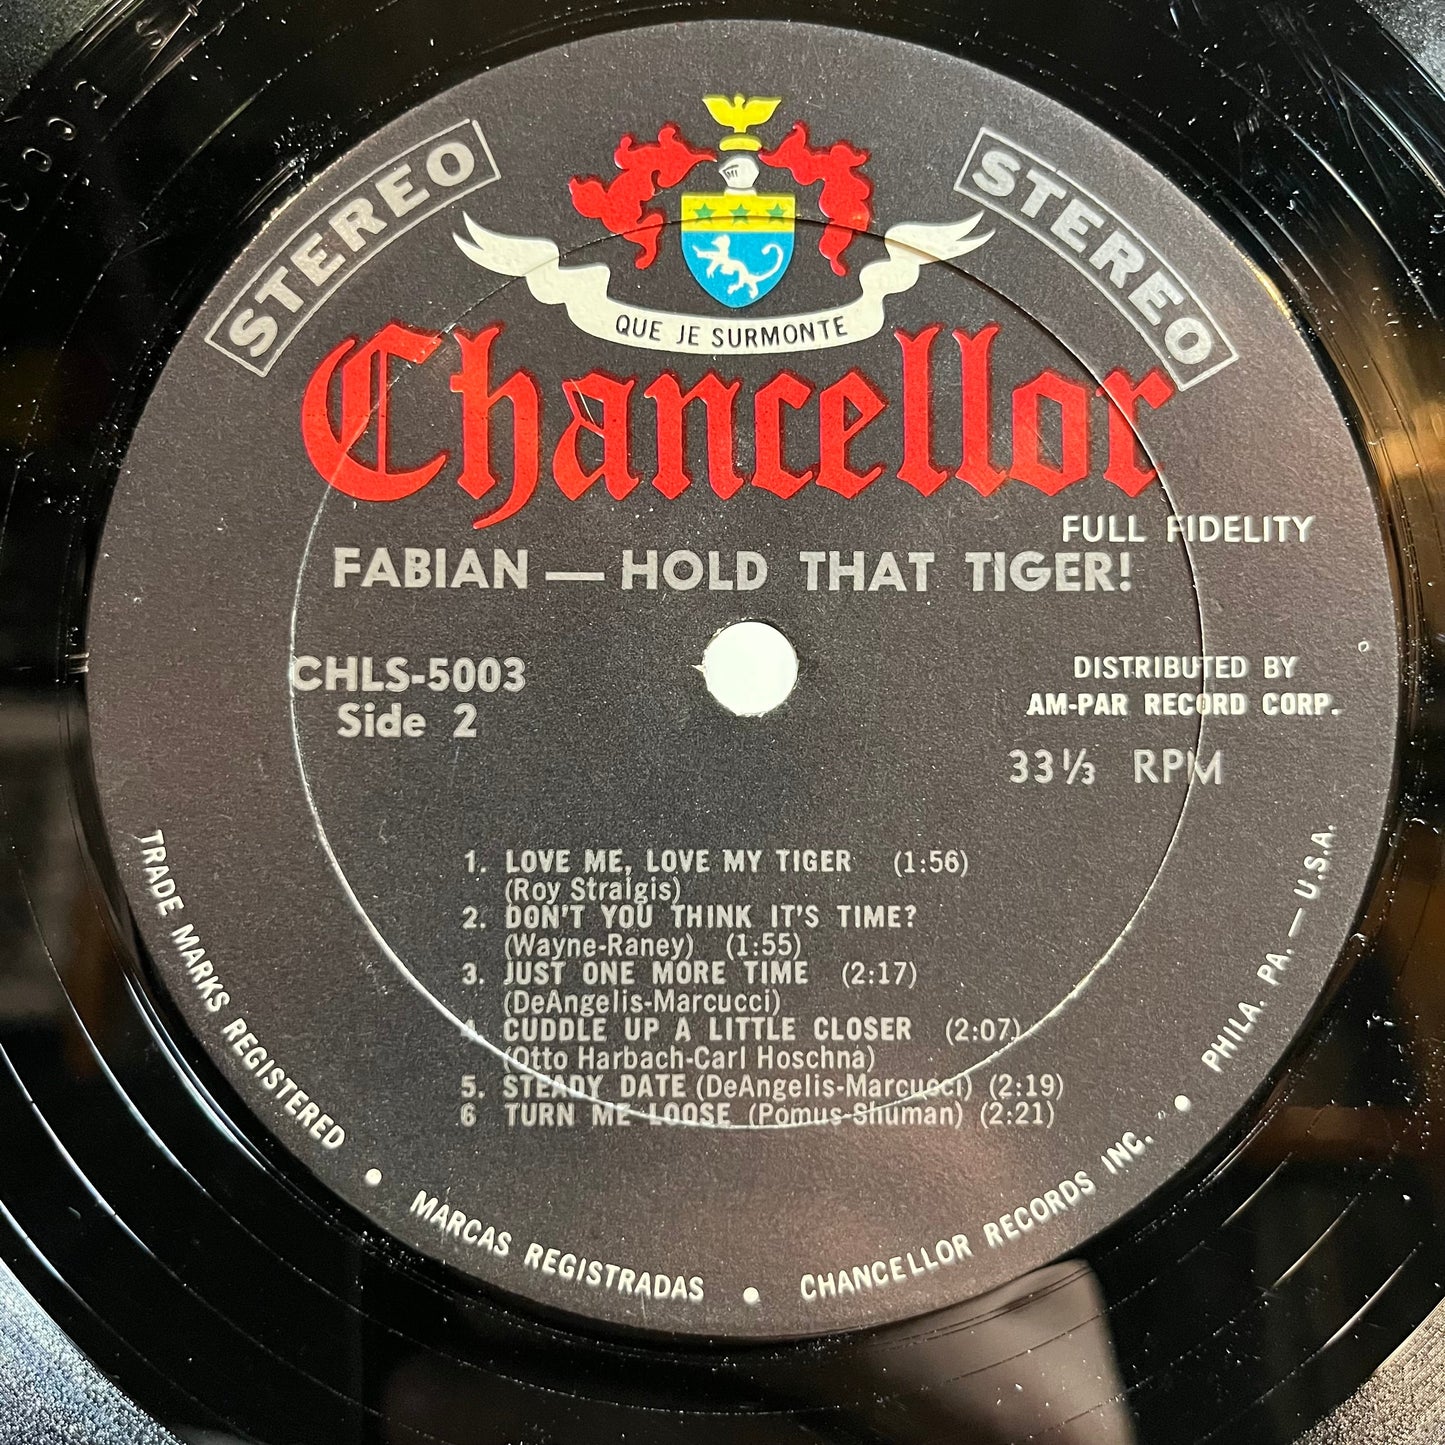 STEREO
STEREO
QUE JE SURMONTE
Chancellor
FULL FIDELITY
FABIAN — HOLD THAT TIGER!
CHLS-5003
Side 2
DISTRIBUTED BY
AM-PAR RECORD CORP.
33 1/3 RPM
1. LOVE ME, LOVE MY TIGER (1:56)
(Roy Stralgis)
2. DON'T YOU THINK IT'S TIME?
(Wayne-Raney) (1:55)
3. JUST ONE MORE TIME (2:17)
(DeAngelis-Marcucci)
4. CUDDLE UP A LITTLE CLOSER (2:07)
(Otto Harbach-Carl Hoschna)
5. STEADY DATE (DeAngelis-Marcucci) (2:19)
6 TURN ME LOOSE (Pomus-Shuman) (2:21)
TRADE MARKS REGISTERED • MARCAS REGISTRADAS • CHANCELLOR RECORDS INC. • PHILA. PA. — U.S.A.